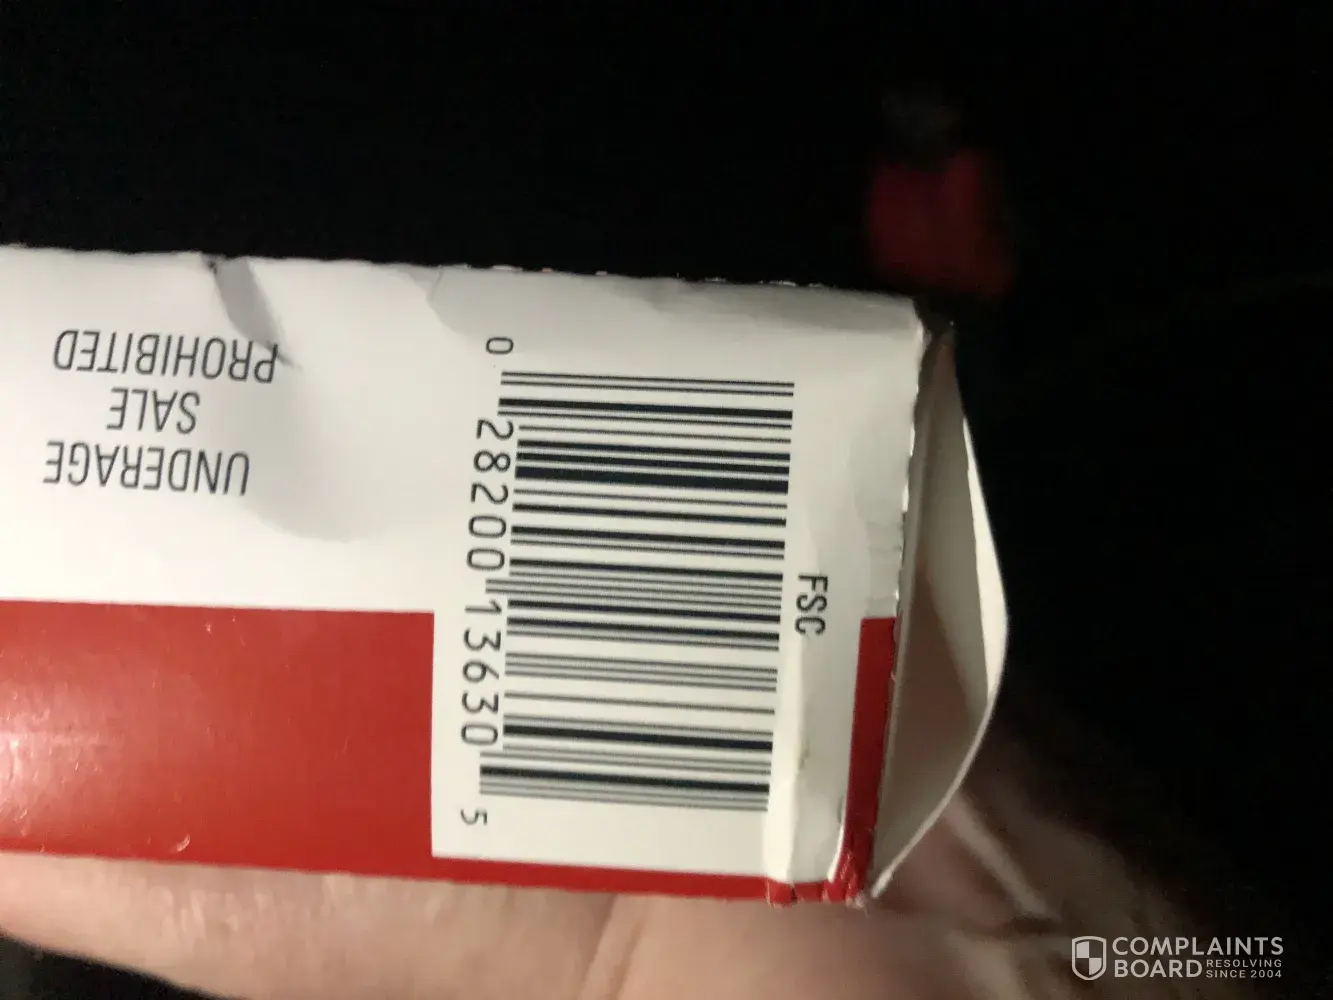 UNDERAGE
SALE
PROHIBITED
0 28200 13630 5
FSC
COMPLAINTS
BOARD RESOLVING
SINCE 2004